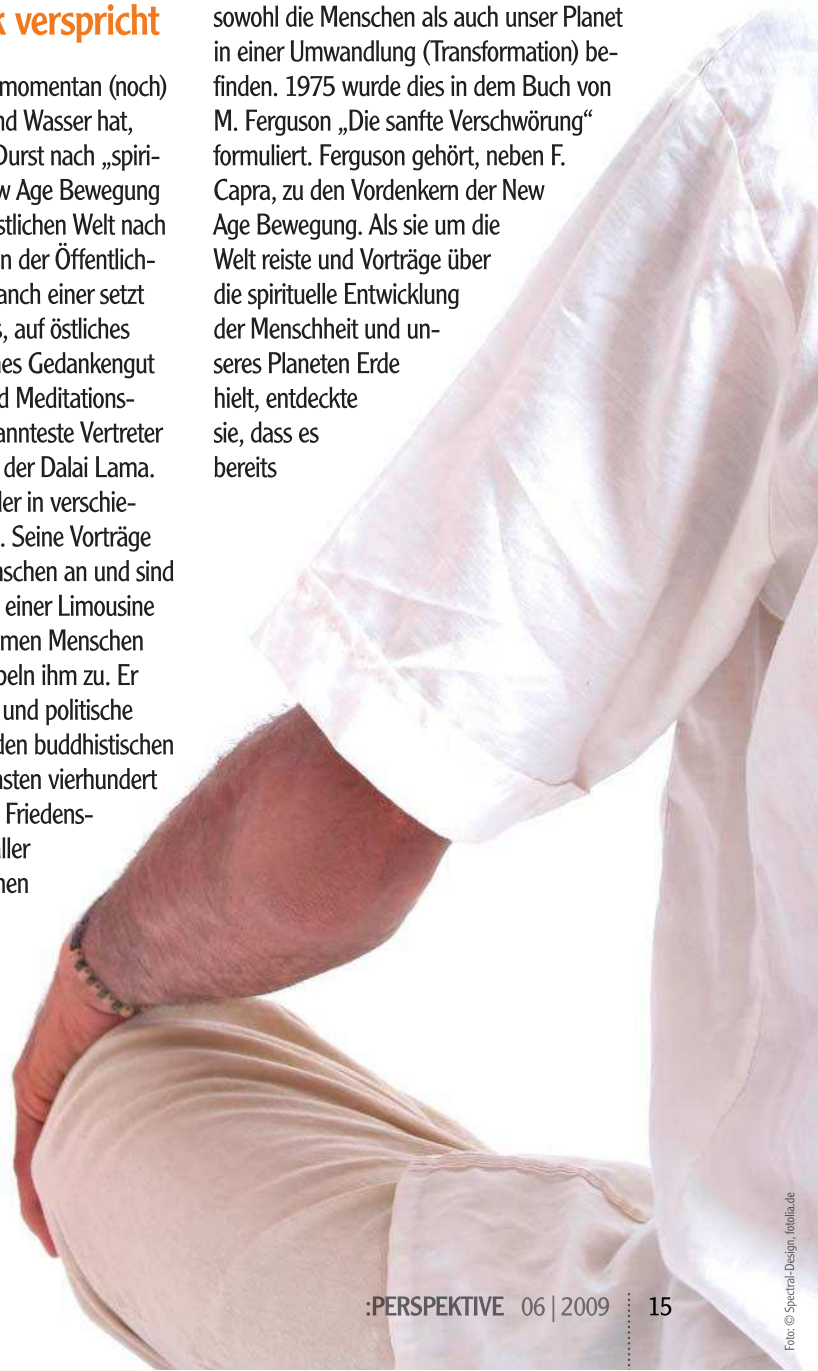 k verspricht
momentan (noch)
nd Wasser hat,
Durst nach „spiri-
w Age Bewegung
stlichen Welt nach
n der Öffentlich-
anch einer setzt
s, auf östliches
nes Gedankengut
d Meditations-
annteste Vertreter
der Dalai Lama.
ler in verschie-
. Seine Vorträge
nschen an und sind
einer Limousine
men Menschen
beln ihm zu. Er
und politische
den buddhistischen
nsten vierhundert
Friedens-
ller
nen
sowohl die Menschen als auch unser Planet
in einer Umwandlung (Transformation) be-
finden. 1975 wurde dies in dem Buch von
M. Ferguson „Die sanfte Verschwörung“
formuliert. Ferguson gehört, neben F.
Capra, zu den Vordenkern der New
Age Bewegung. Als sie um die
Welt reiste und Vorträge über
die spirituelle Entwicklung
der Menschheit und un-
seres Planeten Erde
hielt, entdeckte
sie, dass es
bereits
:PERSPEKTIVE 06 | 2009 15
Foto: © Spectral-Design, fotolia.de